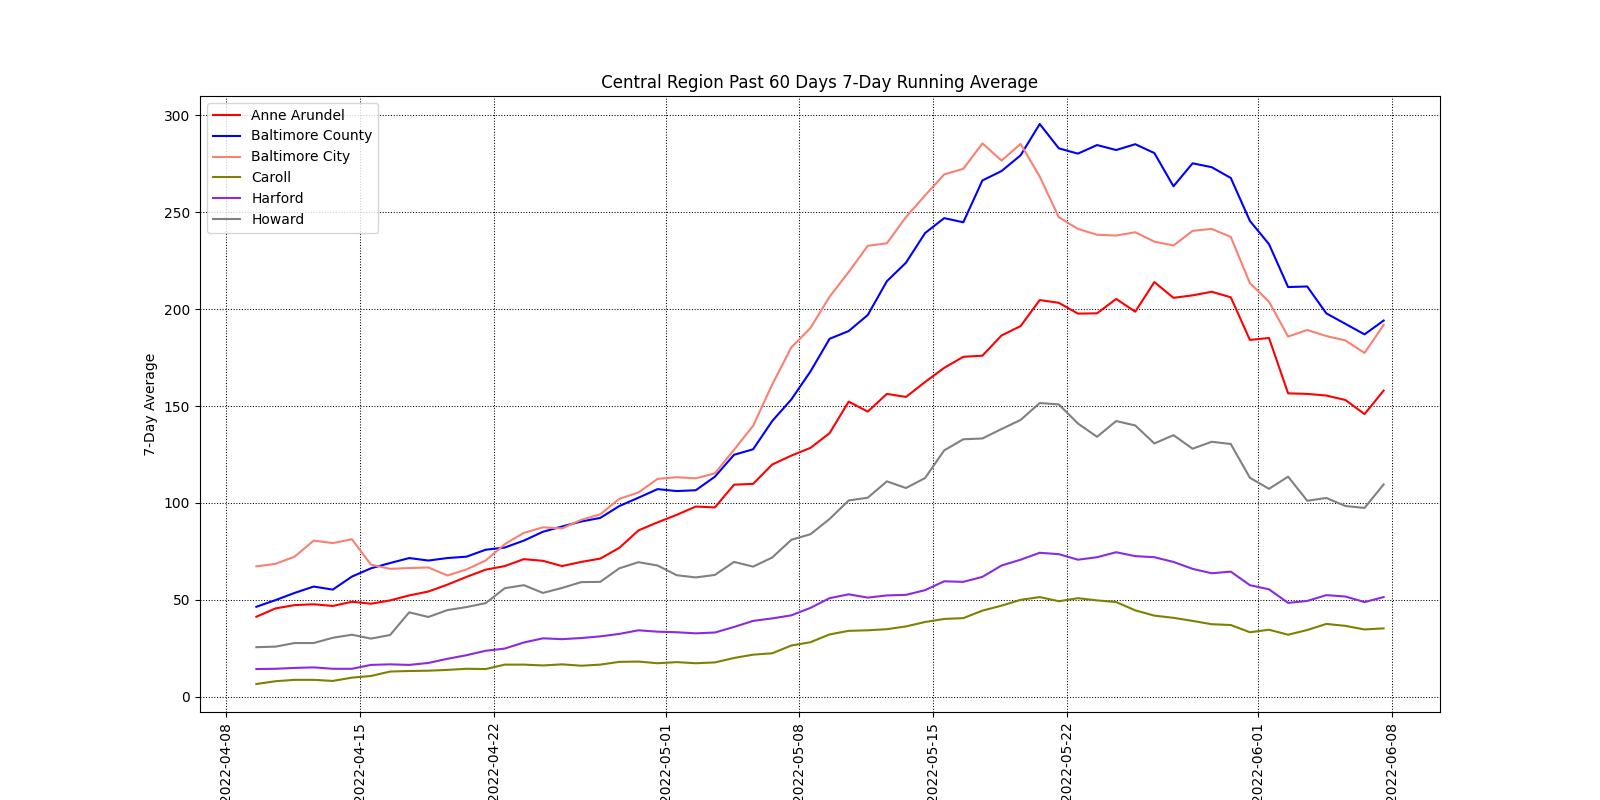 Central Region Past 60 Days 7-Day Running Average
Anne Arundel
Baltimore County
Baltimore City
Caroll
Harford
Howard
7-Day Average
300
250
200
150
100
50
0
2022-04-08
2022-04-15
2022-04-22
2022-05-01
2022-05-08
2022-05-15
2022-05-22
2022-06-01
2022-06-08